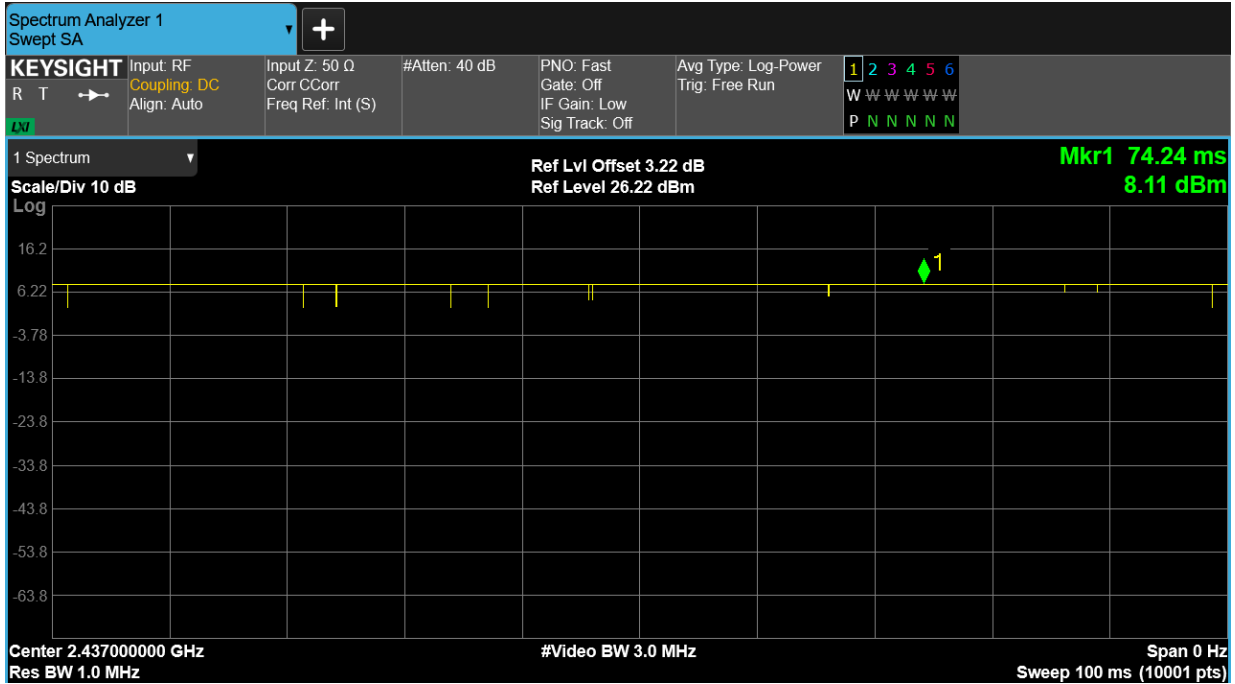 Spectrum Analyzer 1
Swept SA
▼
+
KEYSIGHT
R T
LXI
Input: RF
Coupling: DC
Align: Auto
Input Z: 50 Ω
Corr CCorr
Freq Ref: Int (S)
#Atten: 40 dB
PNO: Fast
Gate: Off
IF Gain: Low
Sig Track: Off
Avg Type: Log-Power
Trig: Free Run
1 2 3 4 5 6
W W W W W W
P N N N N N
1 Spectrum ▼
Scale/Div 10 dB
Log
Ref Lvl Offset 3.22 dB
Ref Level 26.22 dBm
Mkr1 74.24 ms
8.11 dBm
16.2
1
6.22
-3.78
-13.8
-23.8
-33.8
-43.8
-53.8
-63.8
Center 2.437000000 GHz
Res BW 1.0 MHz
#Video BW 3.0 MHz
Span 0 Hz
Sweep 100 ms (10001 pts)